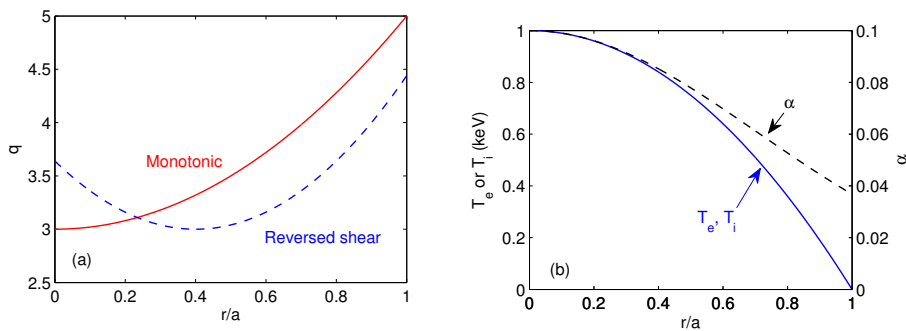 (a)
5
4.5
4
3.5
3
2.5
q
Monotonic
Reversed shear
0
0.2
0.4
0.6
0.8
1
r/a
(b)
1
0.8
0.6
0.4
0.2
0
T_e or T_i (keV)
α
T_e, T_i
0
0.2
0.4
0.6
0.8
1
r/a
0.1
0.08
0.06
0.04
0.02
0
α